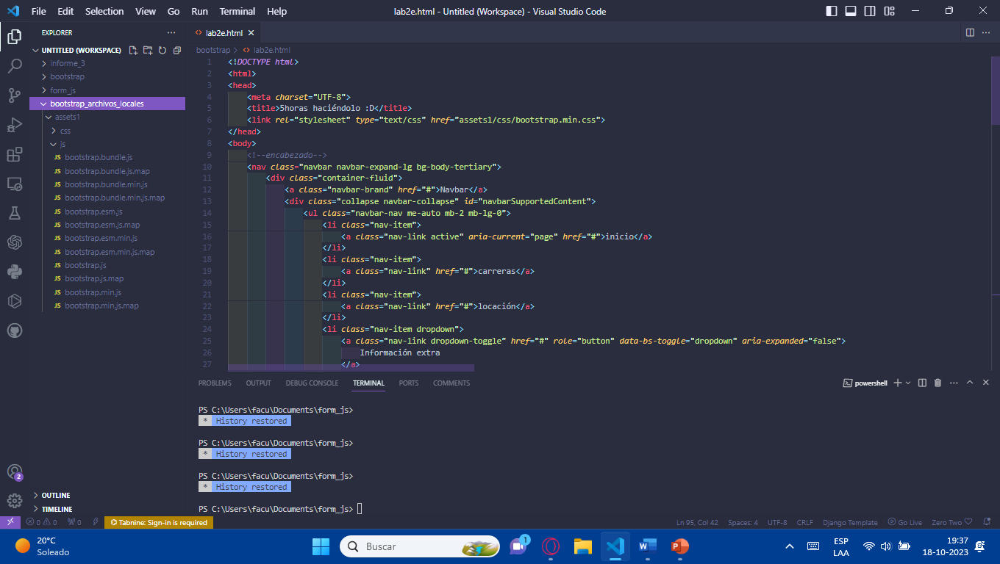 File Edit Selection View Go Run Terminal Help lab2e.html - Untitled (Workspace) - Visual Studio Code
EXPLORER
UNTITLED (WORKSPACE)
informe_3
bootstrap
form_js
bootstrap_archivos_locales
assets1
css
js
JS bootstrap.bundle.js
JS bootstrap.bundle.js.map
JS bootstrap.bundle.min.js
JS bootstrap.bundle.min.js.map
JS bootstrap.esm.js
JS bootstrap.esm.js.map
JS bootstrap.esm.min.js
JS bootstrap.esm.min.js.map
JS bootstrap.js
JS bootstrap.js.map
JS bootstrap.min.js
JS bootstrap.min.js.map
OUTLINE
TIMELINE
2
lab2e.html
bootstrap > lab2e.html
1 <!DOCTYPE html>
2 <html>
3 <head>
4 <meta charset="UTF-8">
5 <title>5horas haciéndolo :D</title>
6 <link rel="stylesheet" type="text/css" href="assets1/css/bootstrap.min.css">
7 </head>
8 <body>
9 <!--encabezado-->
10 <nav class="navbar navbar-expand-lg bg-body-tertiary">
11 <div class="container-fluid">
12 <a class="navbar-brand" href="#">Navbar</a>
13 <div class="collapse navbar-collapse" id="navbarSupportedContent">
14 <ul class="navbar-nav me-auto mb-2 mb-lg-0">
15 <li class="nav-item">
16 <a class="nav-link active" aria-current="page" href="#">inicio</a>
17 </li>
18 <li class="nav-item">
19 <a class="nav-link" href="#">carreras</a>
20 </li>
21 <li class="nav-item">
22 <a class="nav-link" href="#">locación</a>
23 </li>
24 <li class="nav-item dropdown">
25 <a class="nav-link dropdown-toggle" href="#" role="button" data-bs-toggle="dropdown" aria-expanded="false">
26 Información extra
27 </a>
PROBLEMS OUTPUT DEBUG CONSOLE TERMINAL PORTS COMMENTS powershell
PS C:\Users\facu\Documents\form_js>
* History restored
PS C:\Users\facu\Documents\form_js>
* History restored
PS C:\Users\facu\Documents\form_js>
* History restored
PS C:\Users\facu\Documents\form_js>
0 0 0 Tabnine: Sign-in is required Ln 95, Col 42 Spaces: 4 UTF-8 CRLF Django Template Go Live Zero Two
20°C
Soleado
Buscar
1
ESP
LAA
19:37
18-10-2023